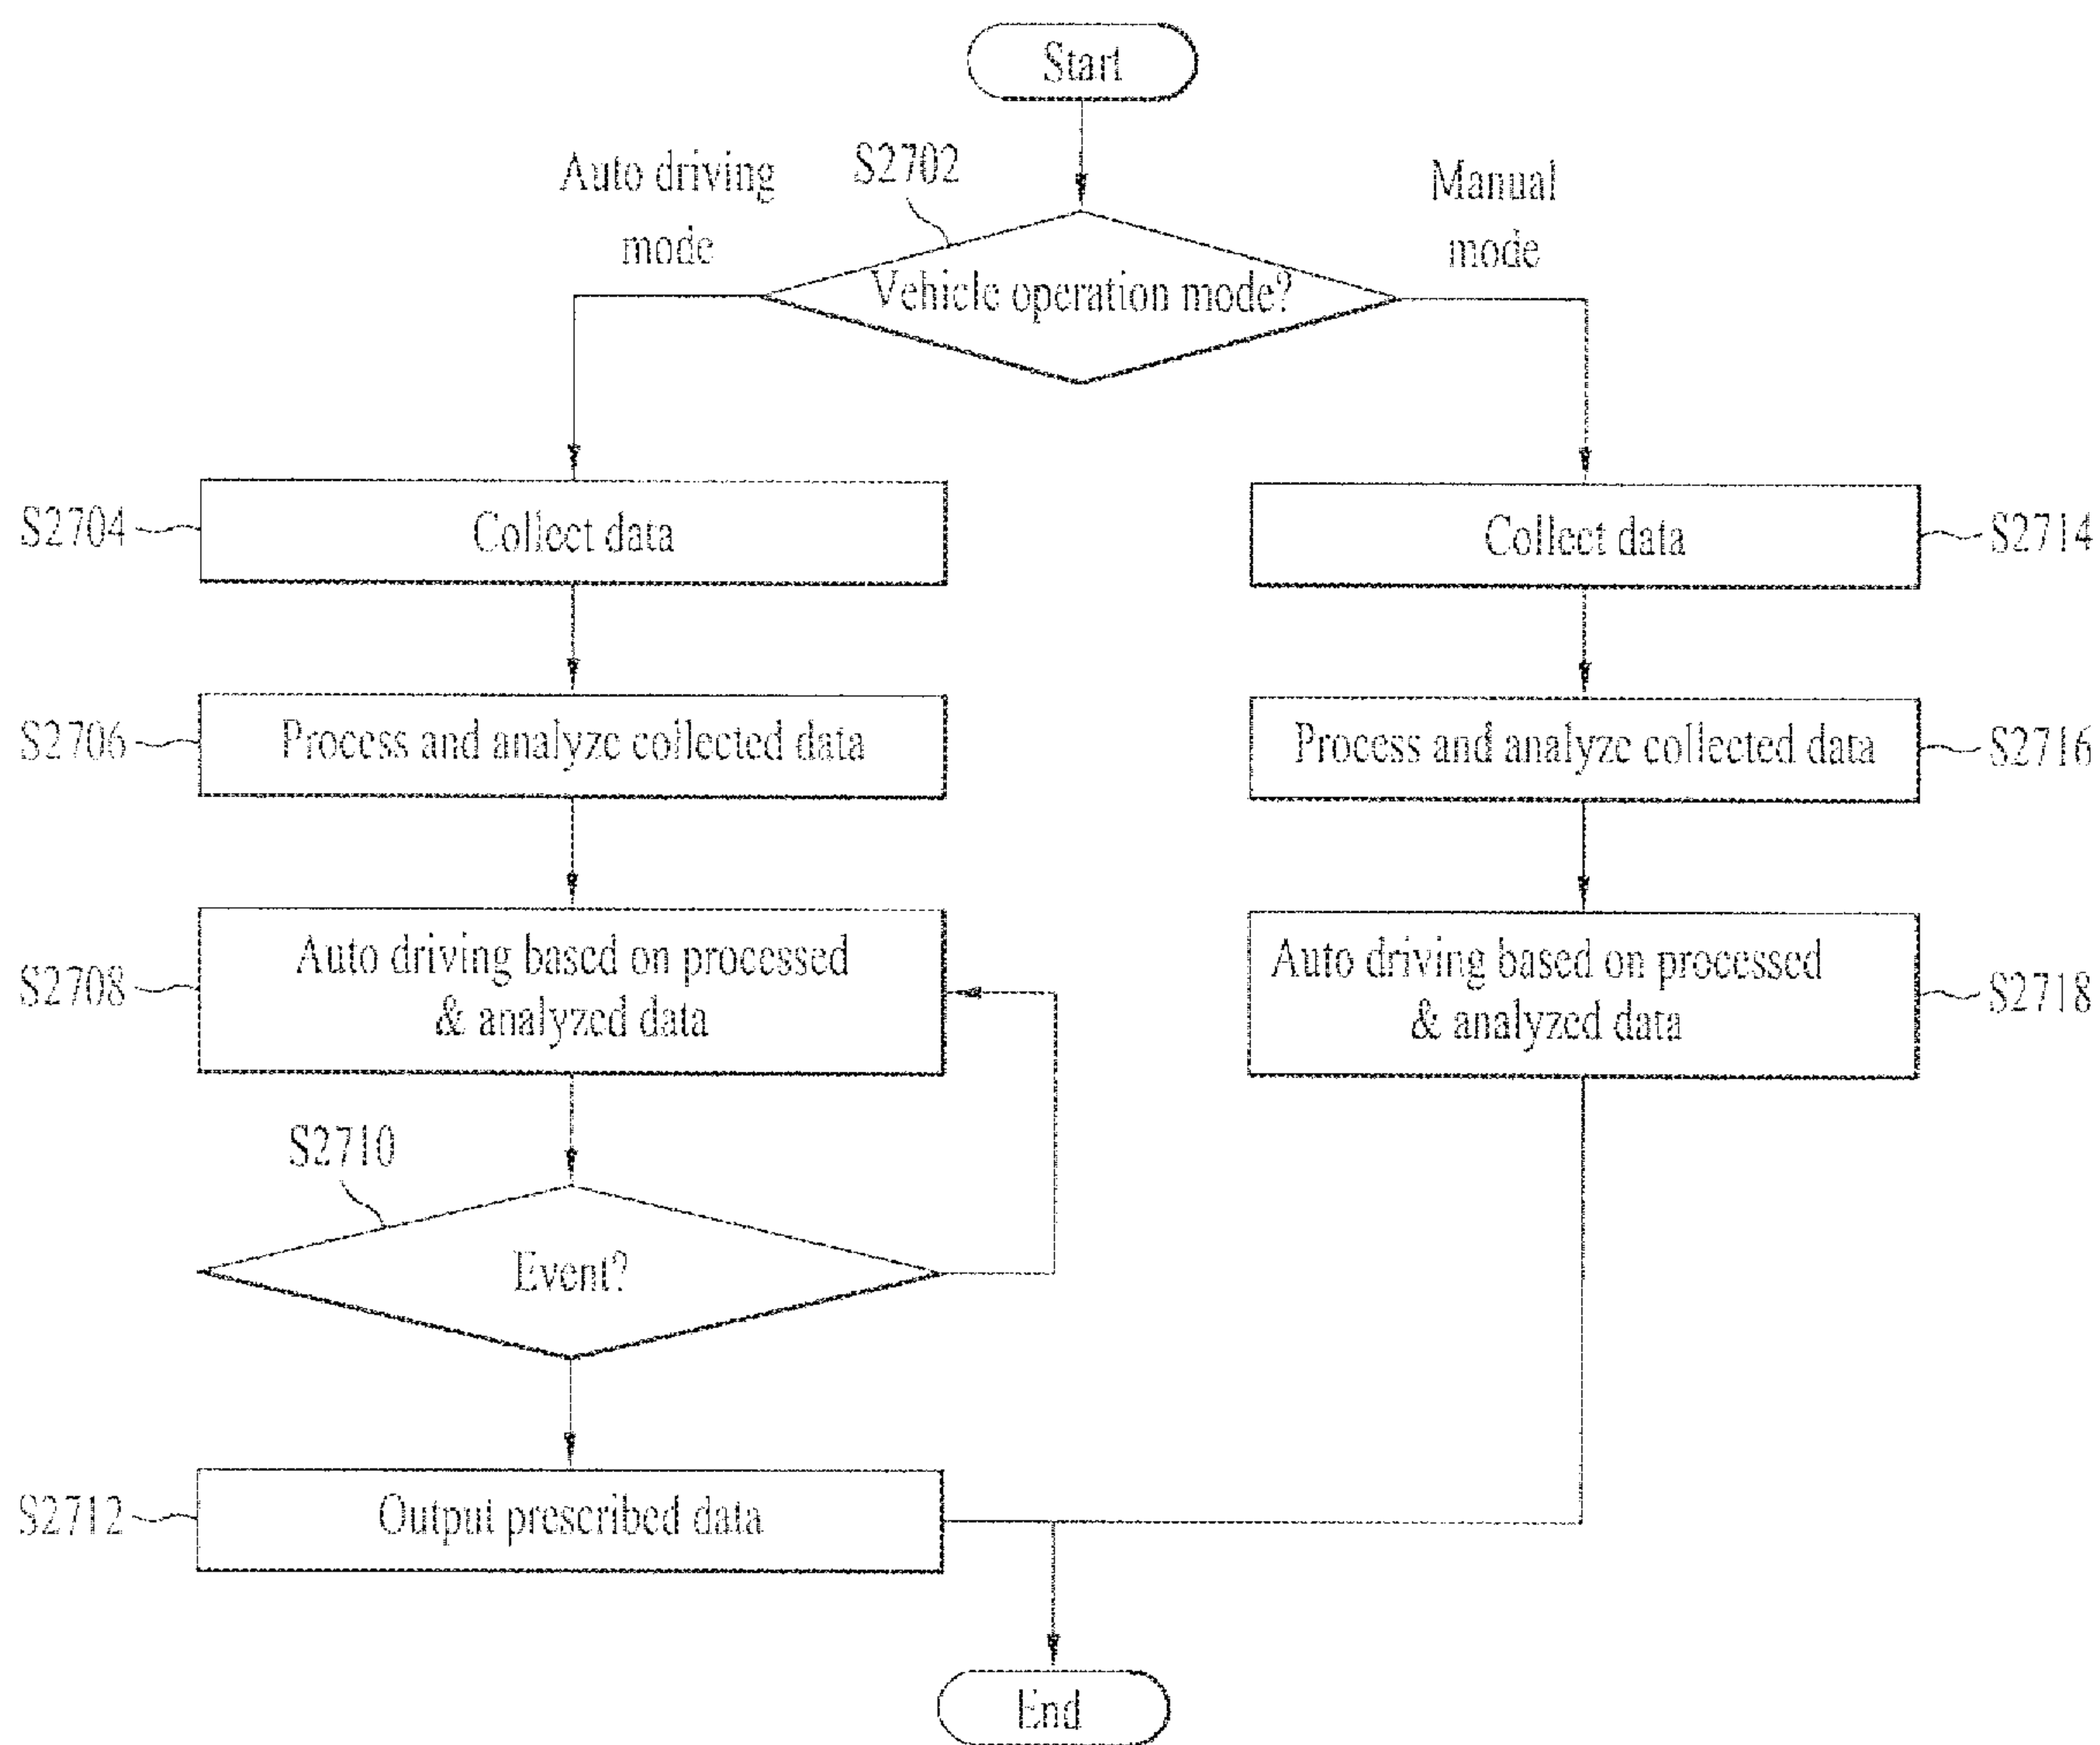 Start
Auto driving
mode
S2702
Manual
mode
Vehicle operation mode?
S2704
Collect data
Collect data
S2714
S2706
Process and analyze collected data
Process and analyze collected data
S2716
S2708
Auto driving based on processed
& analyzed data
Auto driving based on processed
& analyzed data
S2718
S2710
Event?
S2712
Output prescribed data
End